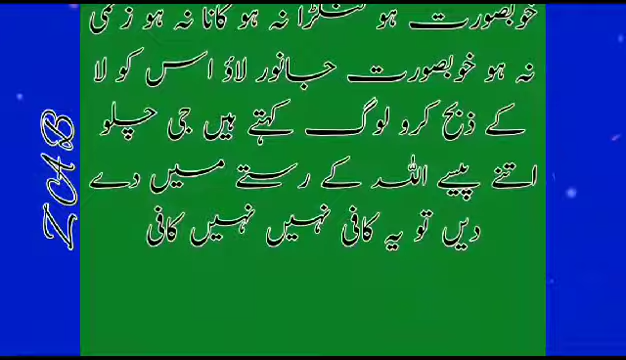 خوبصورت ہو لنگڑا نہ ہو کانا نہ ہو زخمی
نہ ہو خوبصورت جانور لاؤ اس کو لا
کے ذبح کرو لوگ کہتے ہیں جی چلو
اتنے پیسے اللہ کے رستے میں دے
دیں تو یہ کافی نہیں نہیں کافی
ZAB